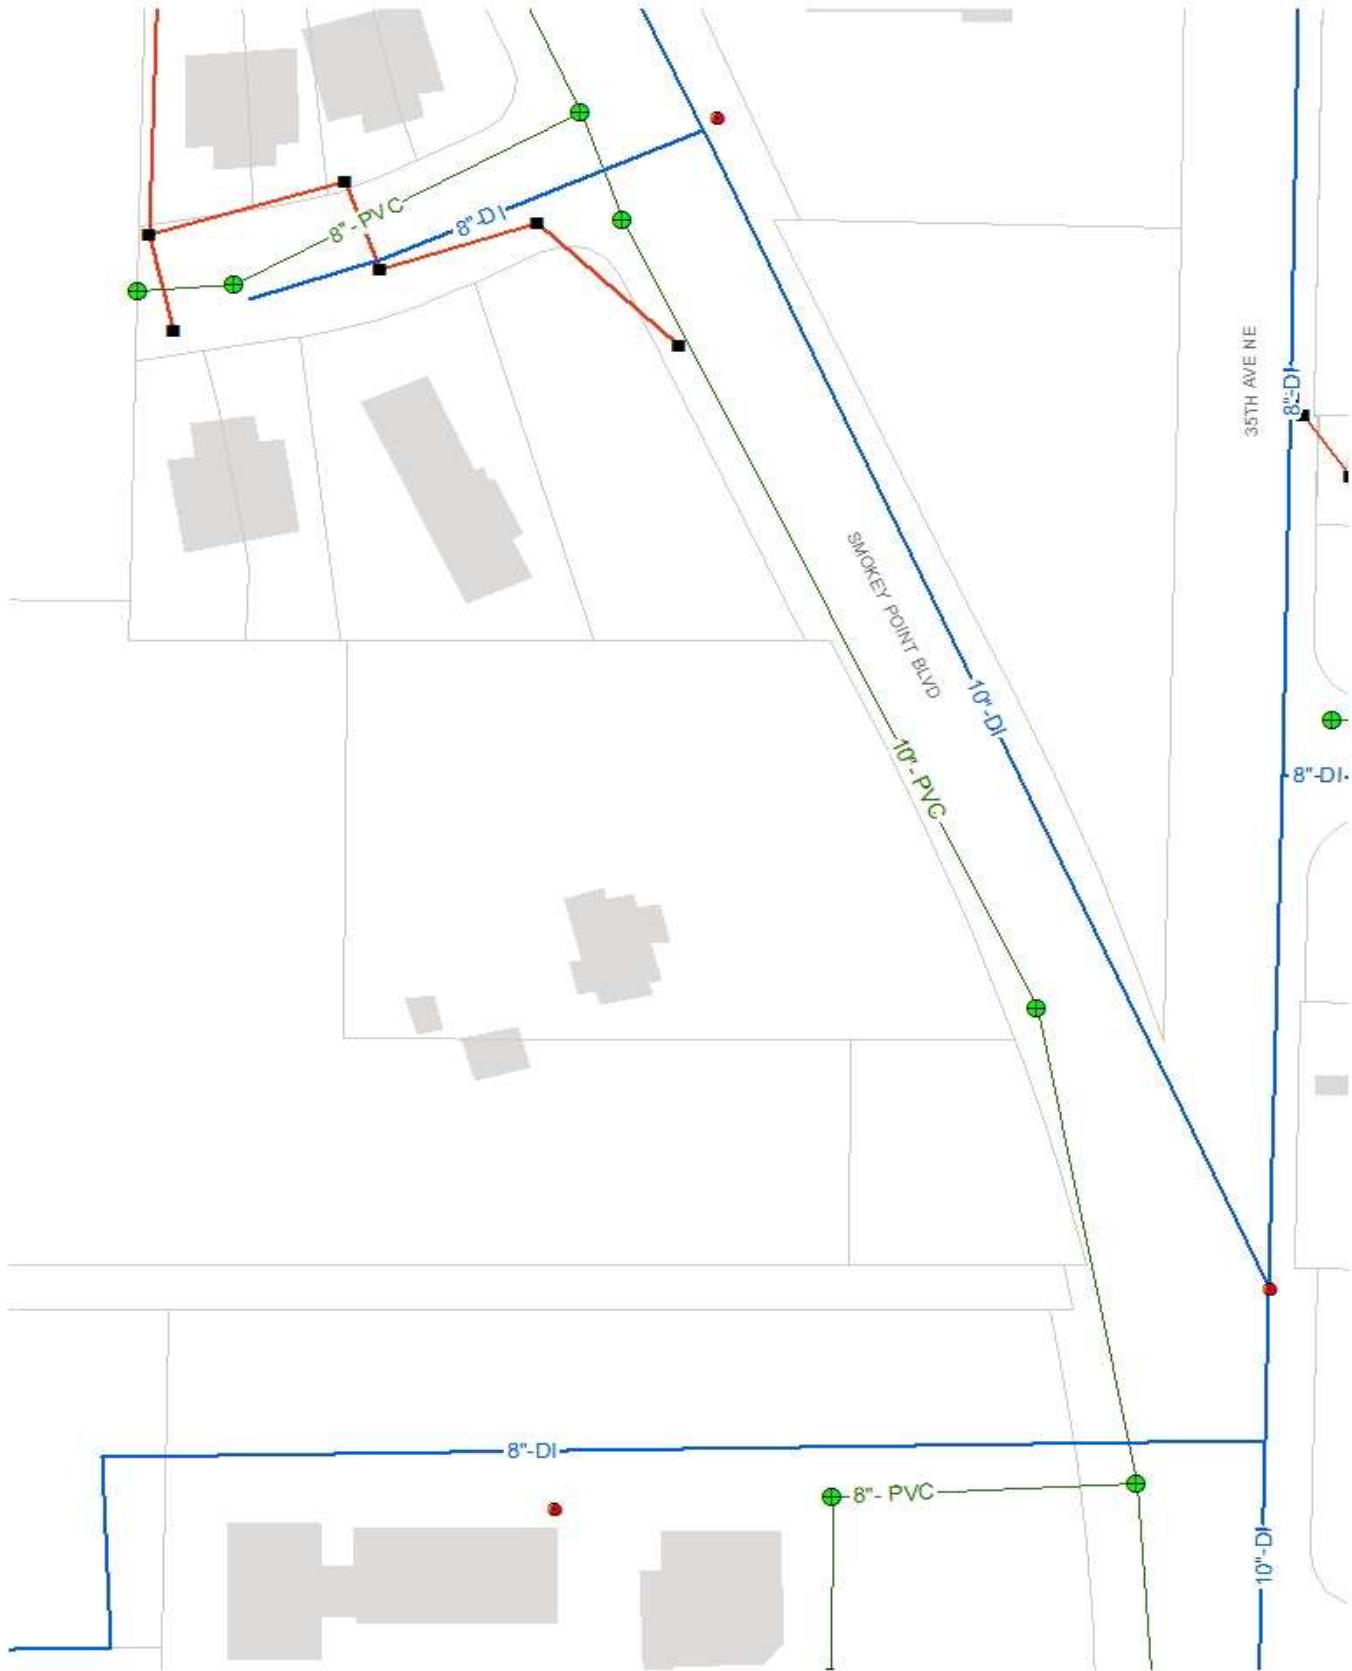 8"- PVC
8"-DI
35TH AVE NE
8"-DI
SMOKEY POINT BLVD
10"-DI
10"- PVC
8"-DI
8"-DI
8"- PVC
10"-DI